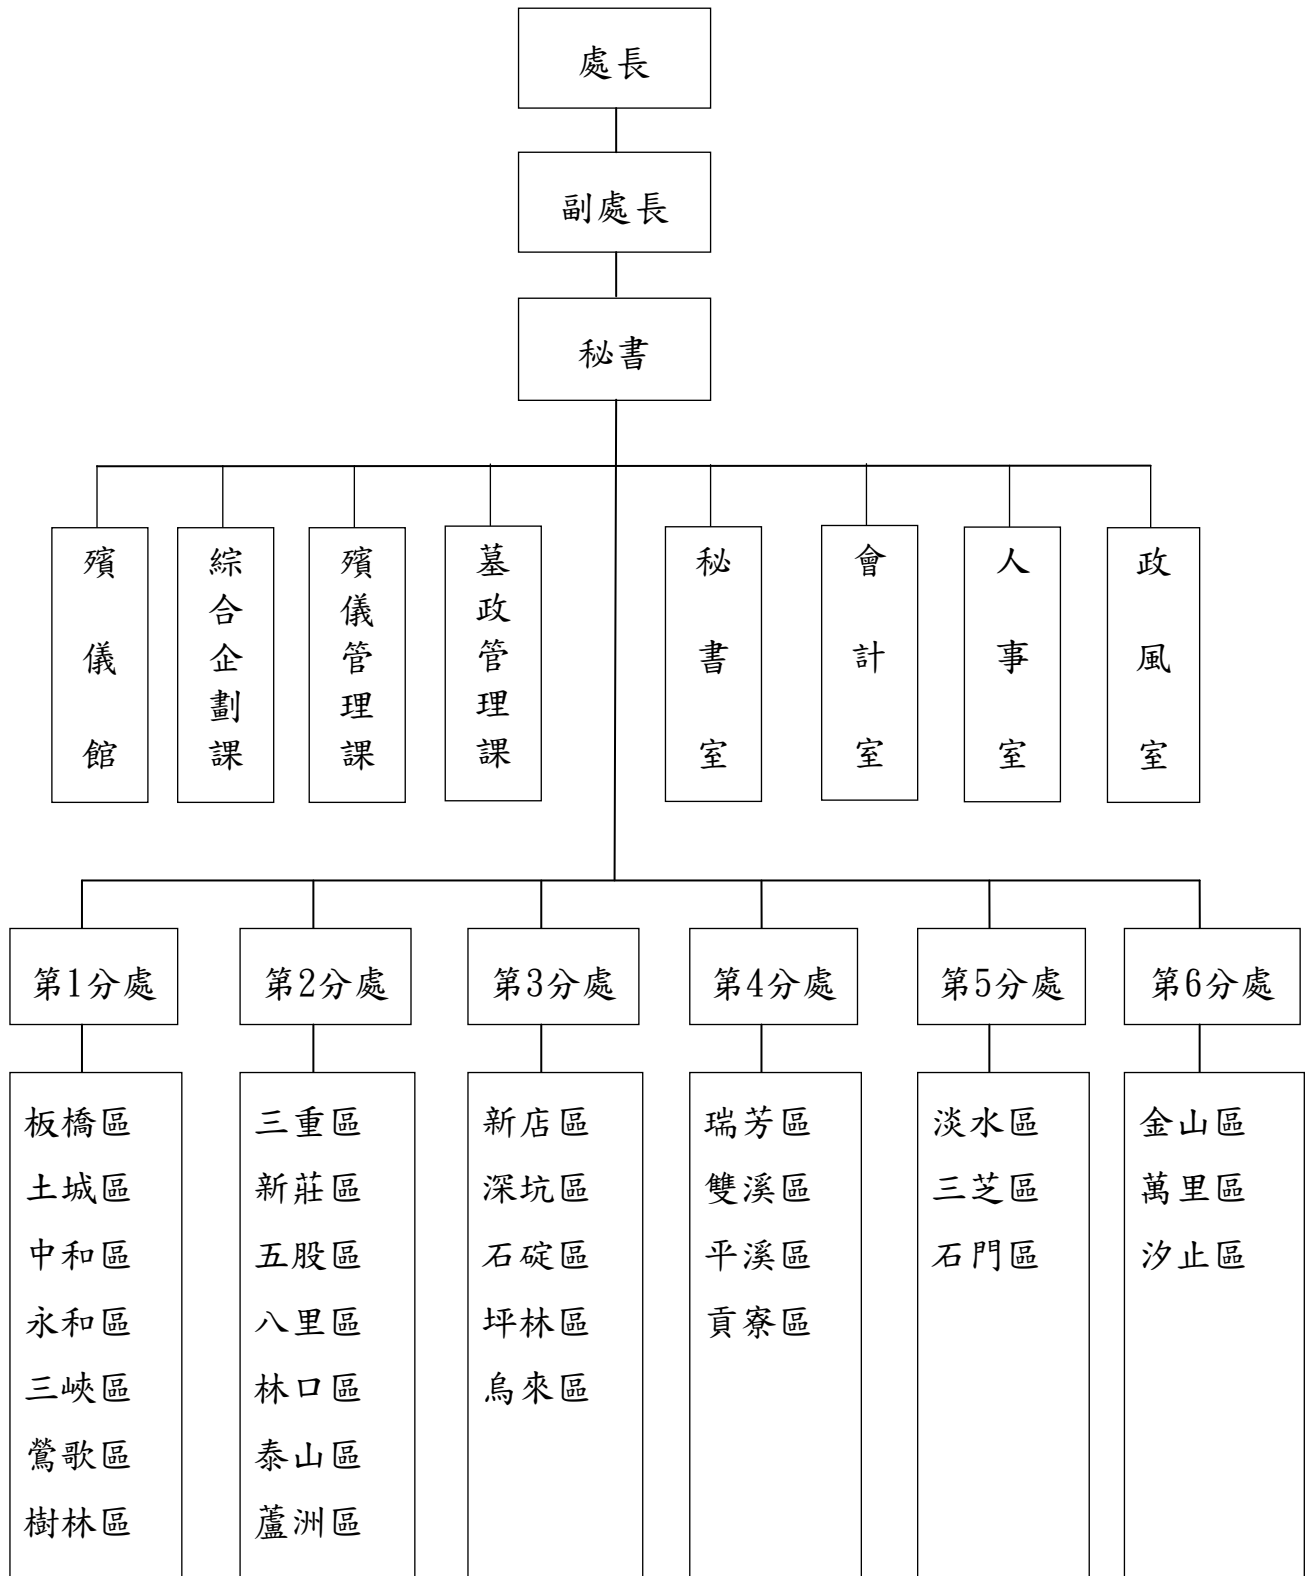 處長
副處長
秘書
殯儀館
綜合企劃課
殯儀管理課
墓政管理課
秘書室
會計室
人事室
政風室
第1分處
第2分處
第3分處
第4分處
第5分處
第6分處
板橋區
土城區
中和區
永和區
三峽區
鶯歌區
樹林區
三重區
新莊區
五股區
八里區
林口區
泰山區
蘆洲區
新店區
深坑區
石碇區
坪林區
烏來區
瑞芳區
雙溪區
平溪區
貢寮區
淡水區
三芝區
石門區
金山區
萬里區
汐止區